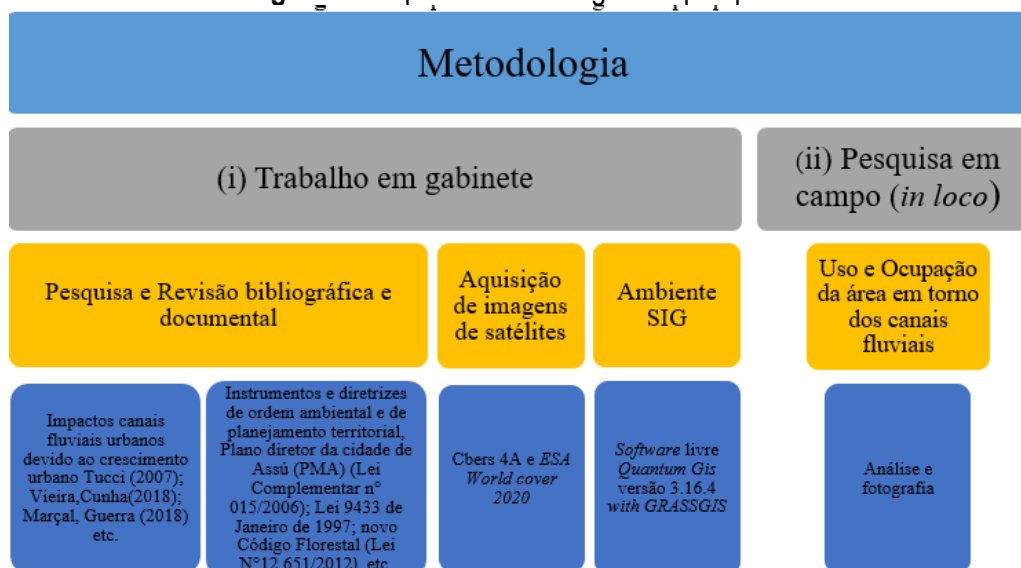 Metodologia
(i) Trabalho em gabinete
(ii) Pesquisa em
campo (in loco)
Pesquisa e Revisão bibliográfica e
documental
Aquisição
de imagens
de satélites
Ambiente
SIG
Uso e Ocupação
da área em torno
dos canais
fluviais
Impactos canais
fluviais urbanos
devido ao crescimento
urbano Tucci (2007);
Vieira,Cunha(2018);
Marçal, Guerra (2018)
etc.
Instrumentos e diretrizes
de ordem ambiental e de
planejamento territorial,
Plano diretor da cidade de
Assú (PMA) (Lei
Complementar n°
015/2006); Lei 9433 de
Janeiro de 1997; novo
Código Florestal (Lei
N°12.651/2012), etc
Cbers 4A e ESA
World cover
2020
Software livre
Quantum Gis
versão 3.16.4
with GRASSGIS
Análise e
fotografia